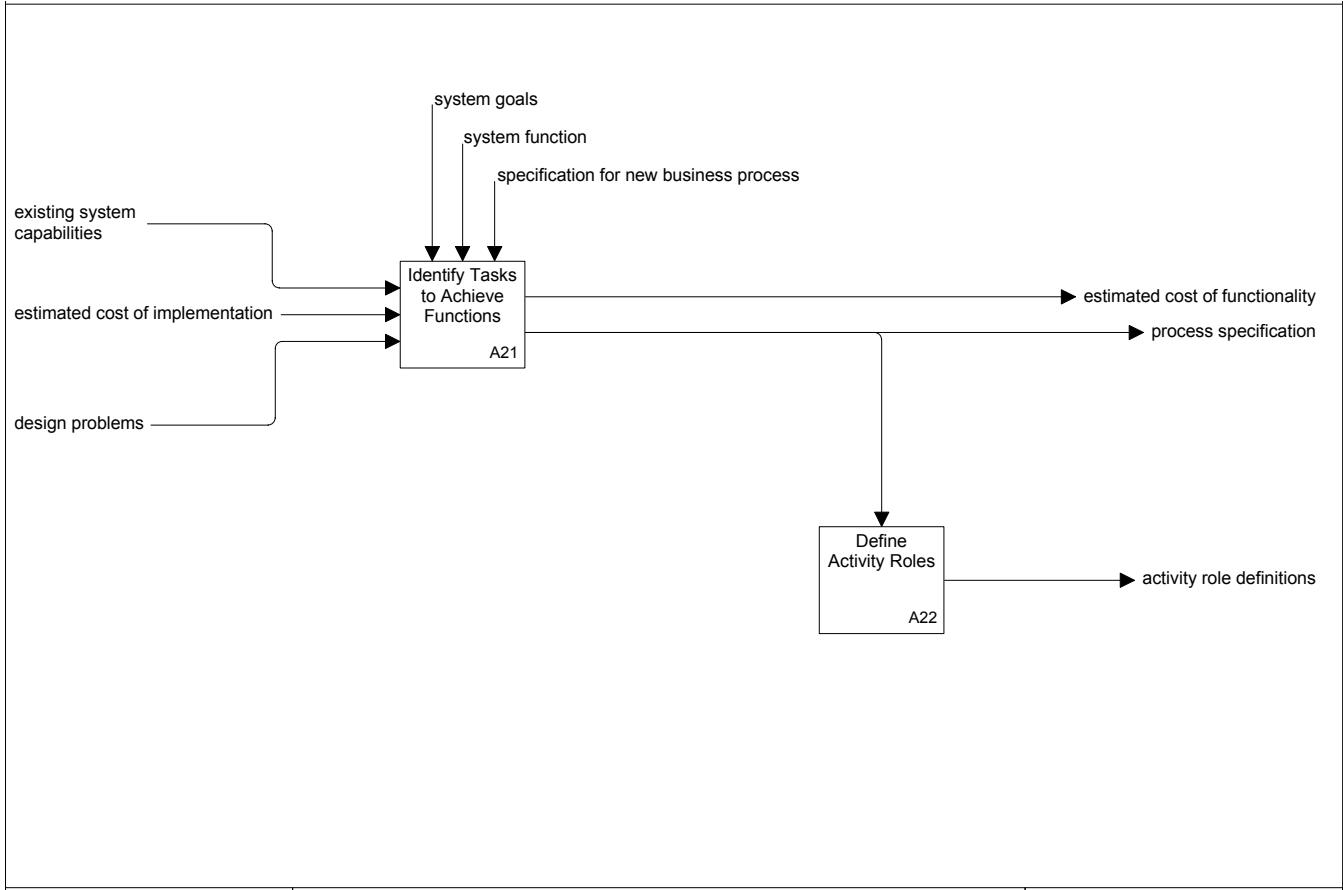 system goals
system function
specification for new business process
existing system
capabilities
Identify Tasks
to Achieve
Functions
A21
estimated cost of implementation
design problems
estimated cost of functionality
process specification
Define
Activity Roles
A22
activity role definitions